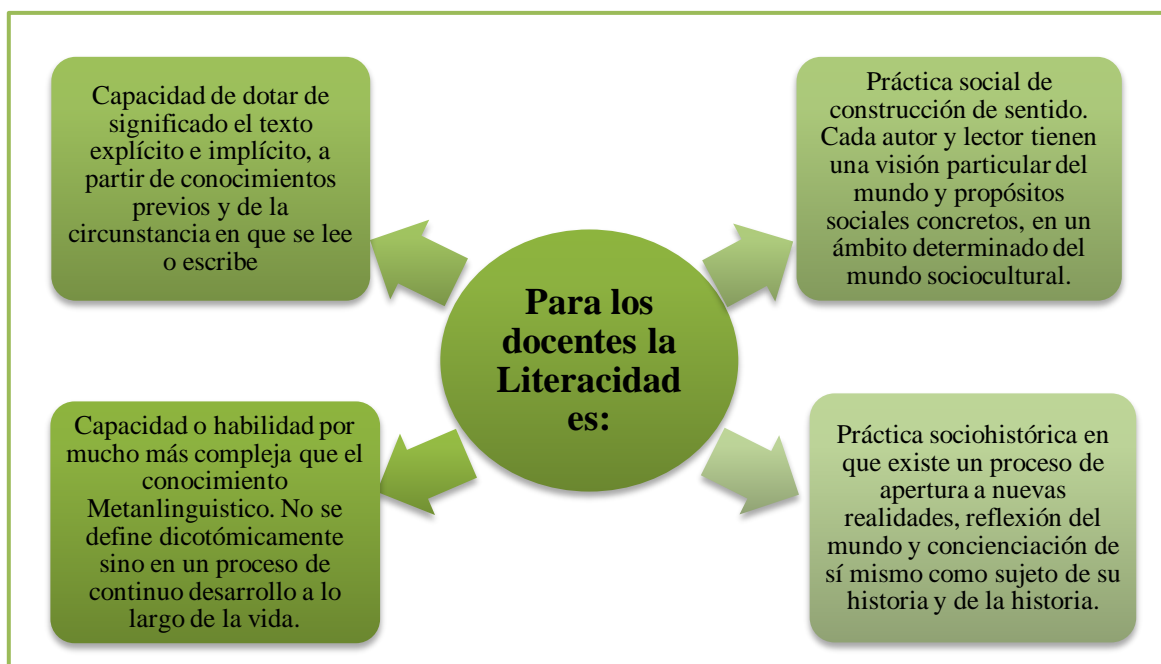 Capacidad de dotar de
significado el texto
explícito e implícito, a
partir de conocimientos
previos y de la
circunstancia en que se lee
o escribe
Práctica social de
construcción de sentido.
Cada autor y lector tienen
una visión particular del
mundo y propósitos
sociales concretos, en un
ámbito determinado del
mundo sociocultural.
Para los
docentes la
Literacidad
es:
Capacidad o habilidad por
mucho más compleja que el
conocimiento
Metanlinguistico. No se
define dicotómicamente
sino en un proceso de
continuo desarrollo a lo
largo de la vida.
Práctica sociohistórica en
que existe un proceso de
apertura a nuevas
realidades, reflexión del
mundo y concienciación de
sí mismo como sujeto de su
historia y de la historia.